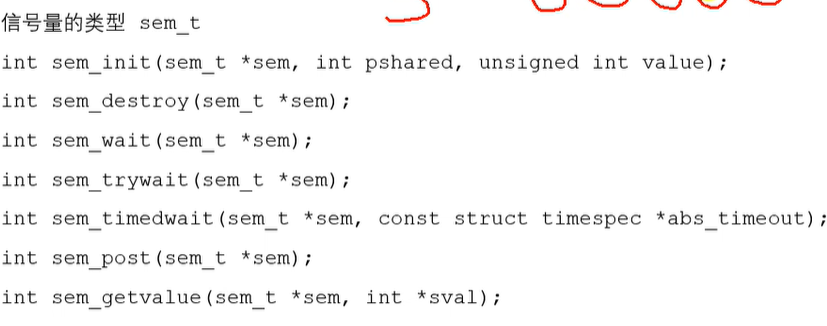 信号量的类型 sem_t
int sem_init(sem_t *sem, int pshared, unsigned int value);
int sem_destroy(sem_t *sem);
int sem_wait(sem_t *sem);
int sem_trywait(sem_t *sem);
int sem_timedwait(sem_t *sem, const struct timespec *abs_timeout);
int sem_post(sem_t *sem);
int sem_getvalue(sem_t *sem, int *sval);